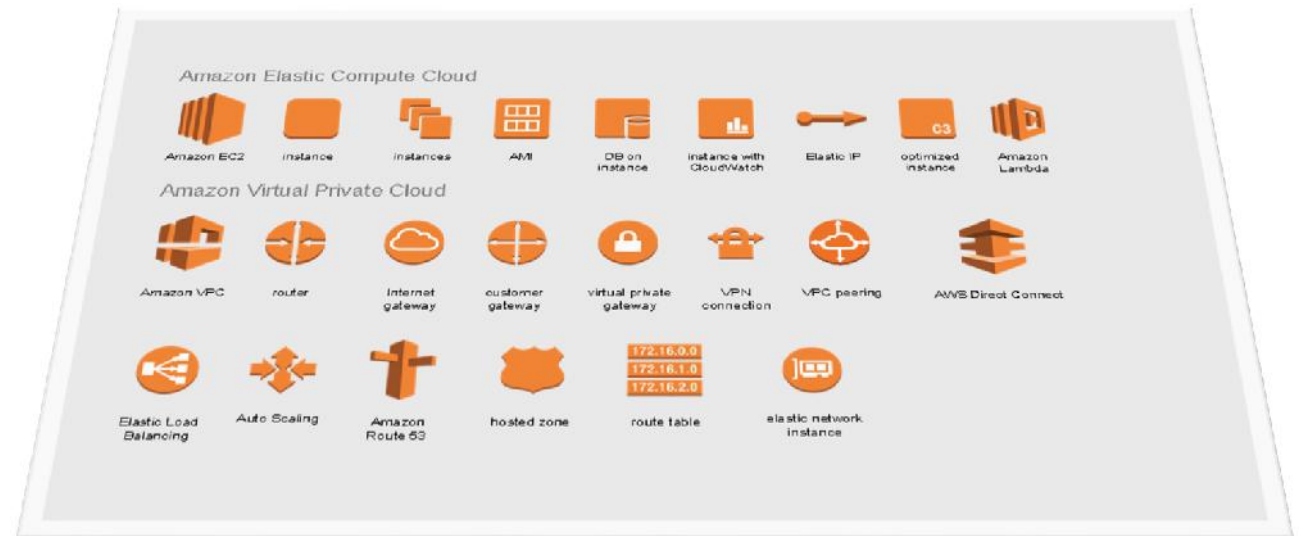 Amazon Elastic Compute Cloud
Amazon EC2
instance
instances
AMI
DB on
instance
instance with
CloudWatch
Elastic IP
C3
optimized
instance
Amazon
Lambda
Amazon Virtual Private Cloud
Amazon VPC
router
Internet
gateway
customer
gateway
virtual private
gateway
VPN
connection
VPC peering
AWS Direct Connect
Elastic Load
Balancing
Auto Scaling
Amazon
Route 53
hosted zone
172.16.0.0
172.16.1.0
172.16.2.0
route table
elastic network
instance